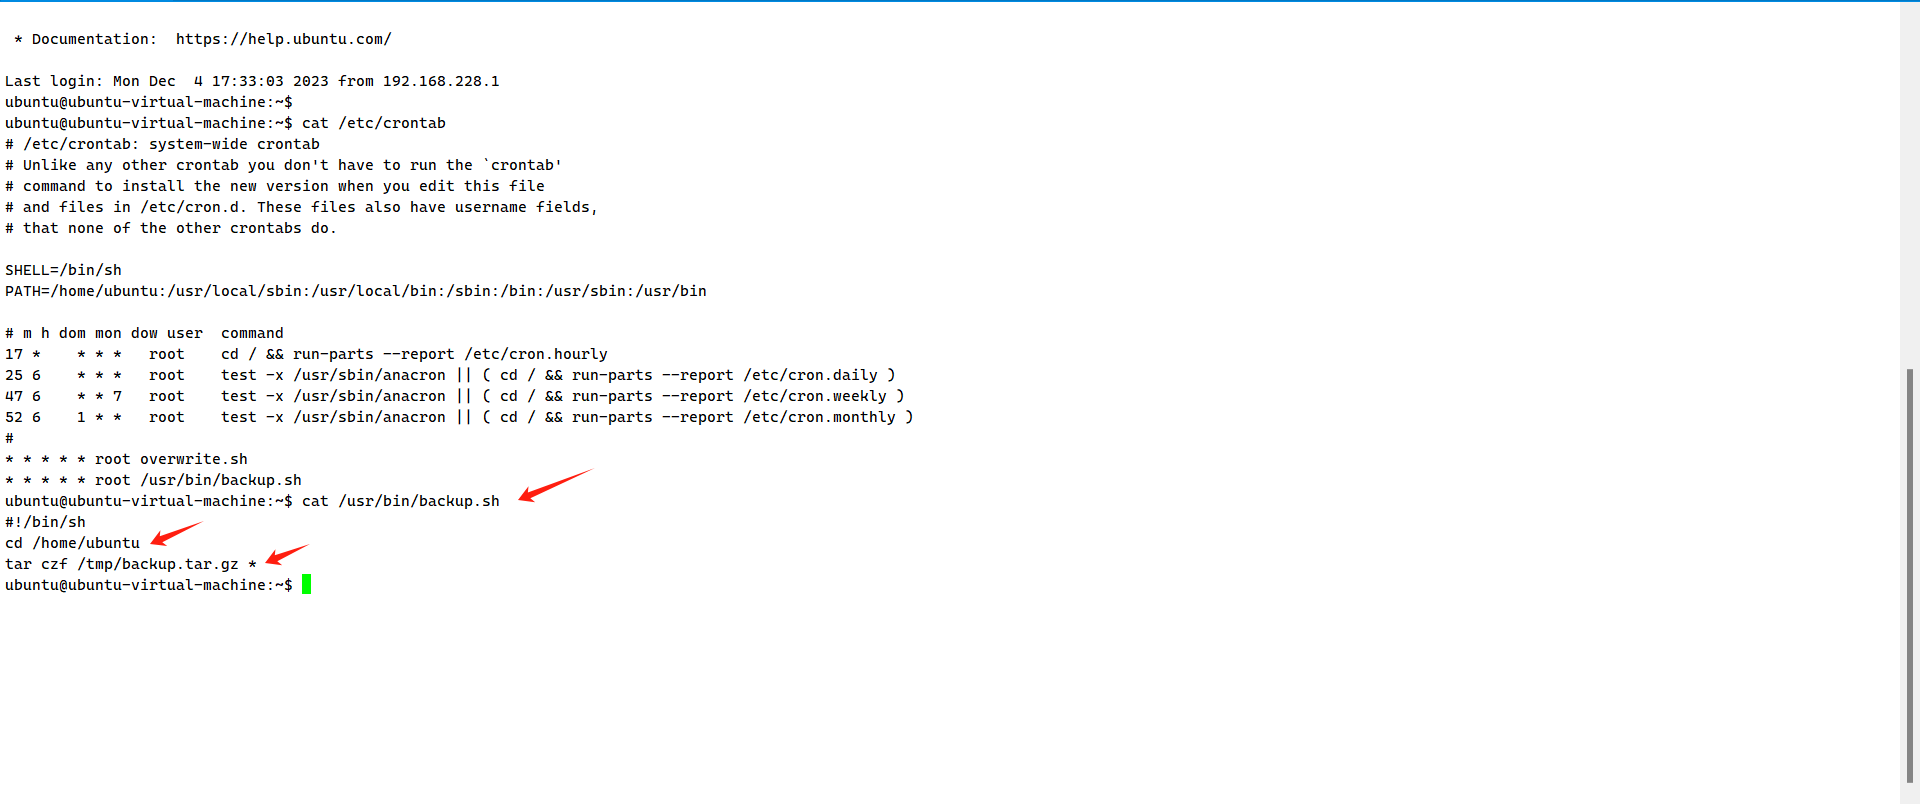 * Documentation:  https://help.ubuntu.com/

Last login: Mon Dec  4 17:33:03 2023 from 192.168.228.1
ubuntu@ubuntu-virtual-machine:~$
ubuntu@ubuntu-virtual-machine:~$ cat /etc/crontab
# /etc/crontab: system-wide crontab
# Unlike any other crontab you don't have to run the `crontab'
# command to install the new version when you edit this file
# and files in /etc/cron.d. These files also have username fields,
# that none of the other crontabs do.

SHELL=/bin/sh
PATH=/home/ubuntu:/usr/local/sbin:/usr/local/bin:/sbin:/bin:/usr/sbin:/usr/bin

# m h dom mon dow user  command
17 *    * * *   root    cd / && run-parts --report /etc/cron.hourly
25 6    * * *   root    test -x /usr/sbin/anacron || ( cd / && run-parts --report /etc/cron.daily )
47 6    * * 7   root    test -x /usr/sbin/anacron || ( cd / && run-parts --report /etc/cron.weekly )
52 6    1 * *   root    test -x /usr/sbin/anacron || ( cd / && run-parts --report /etc/cron.monthly )
#
* * * * * root overwrite.sh
* * * * * root /usr/bin/backup.sh
ubuntu@ubuntu-virtual-machine:~$ cat /usr/bin/backup.sh
#!/bin/sh
cd /home/ubuntu
tar czf /tmp/backup.tar.gz *
ubuntu@ubuntu-virtual-machine:~$